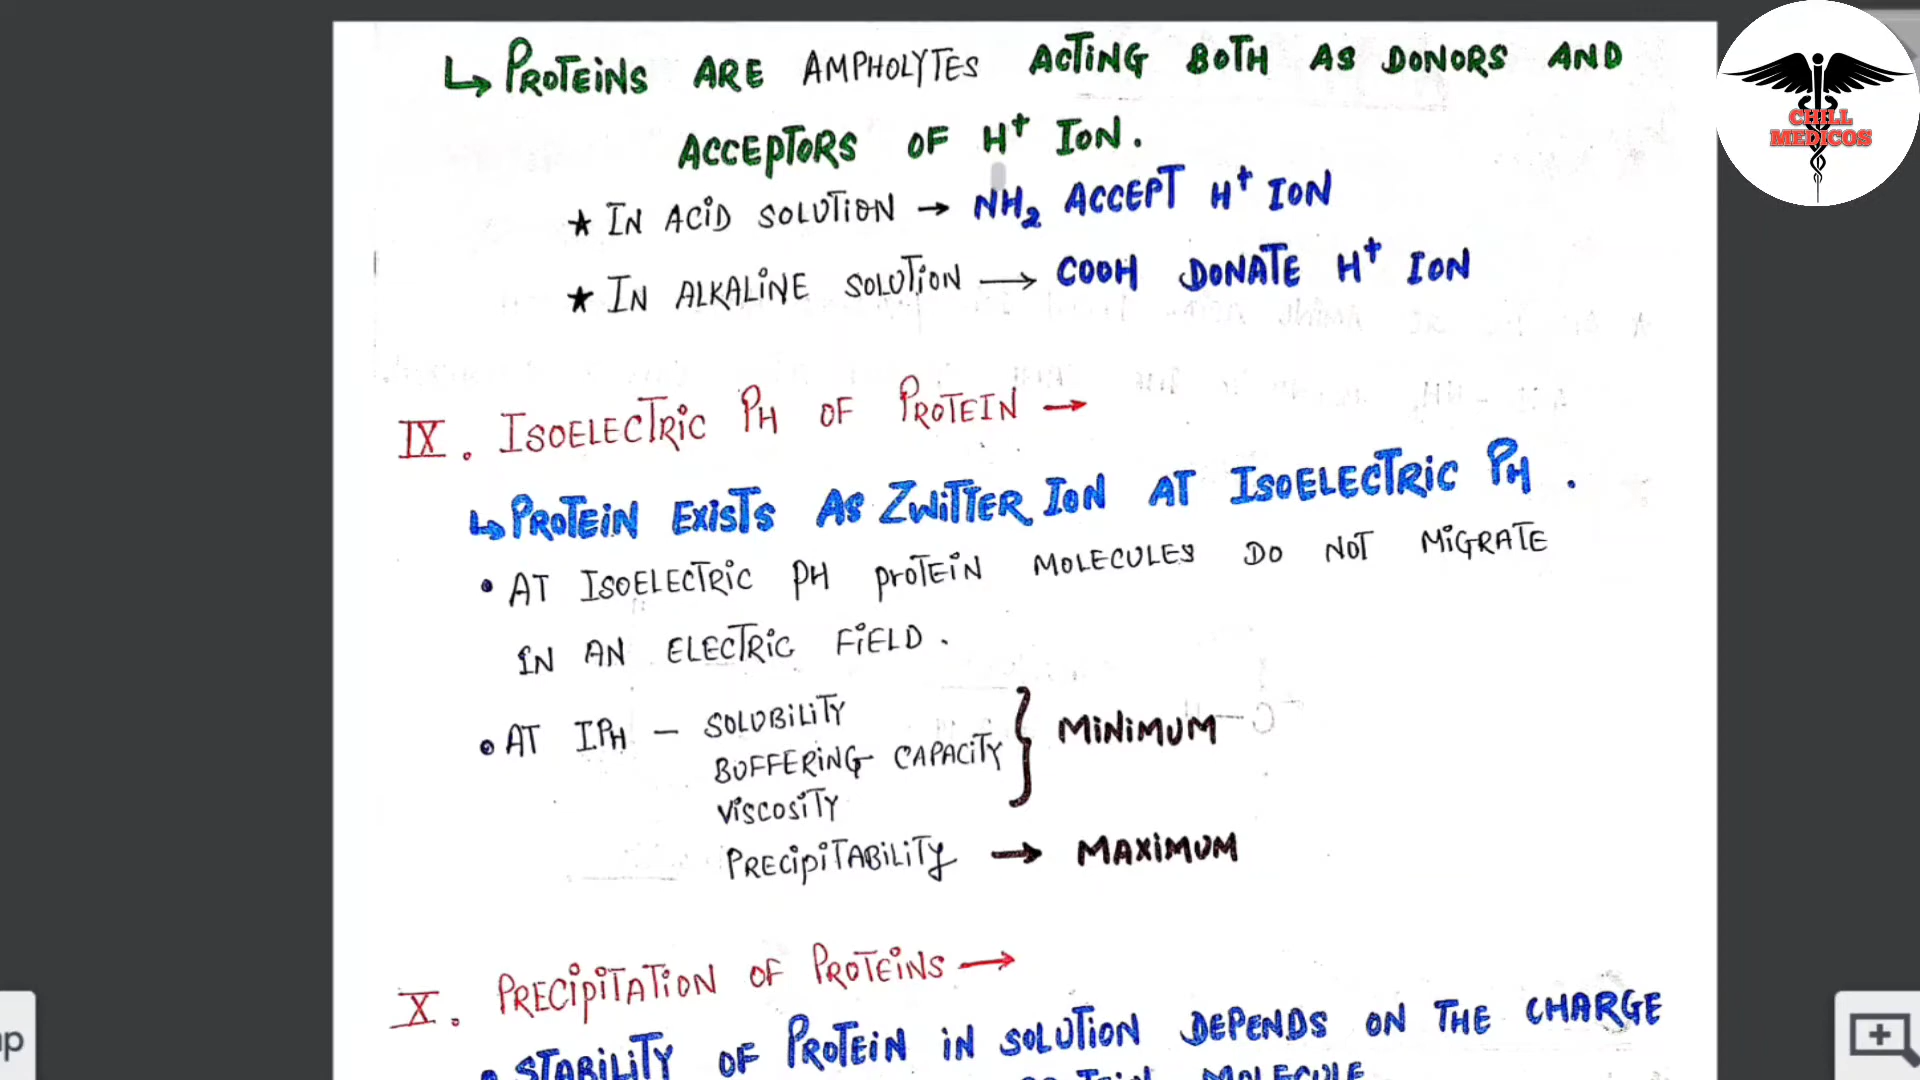 ↳ PROTEINS ARE AMPHOLYTES ACTING BOTH AS DONORS AND
ACCEPTORS OF H⁺ ION.
★ IN ACID SOLUTION → NH₂ ACCEPT H⁺ ION
★ IN ALKALINE SOLUTION → COOH DONATE H⁺ ION
IX. ISOELECTRIC PH OF PROTEIN →
↳ PROTEIN EXISTS AS ZWITTER ION AT ISOELECTRIC PH.
• AT ISOELECTRIC PH PROTEIN MOLECULES DO NOT MIGRATE
IN AN ELECTRIC FIELD.
• AT IPH – SOLUBILITY
BUFFERING CAPACITY } MINIMUM
VISCOSITY
PRECIPITABILITY → MAXIMUM
X. PRECIPITATION OF PROTEINS →
• STABILITY OF PROTEIN IN SOLUTION DEPENDS ON THE CHARGE
MOLECULE
CHILL
MEDICOS